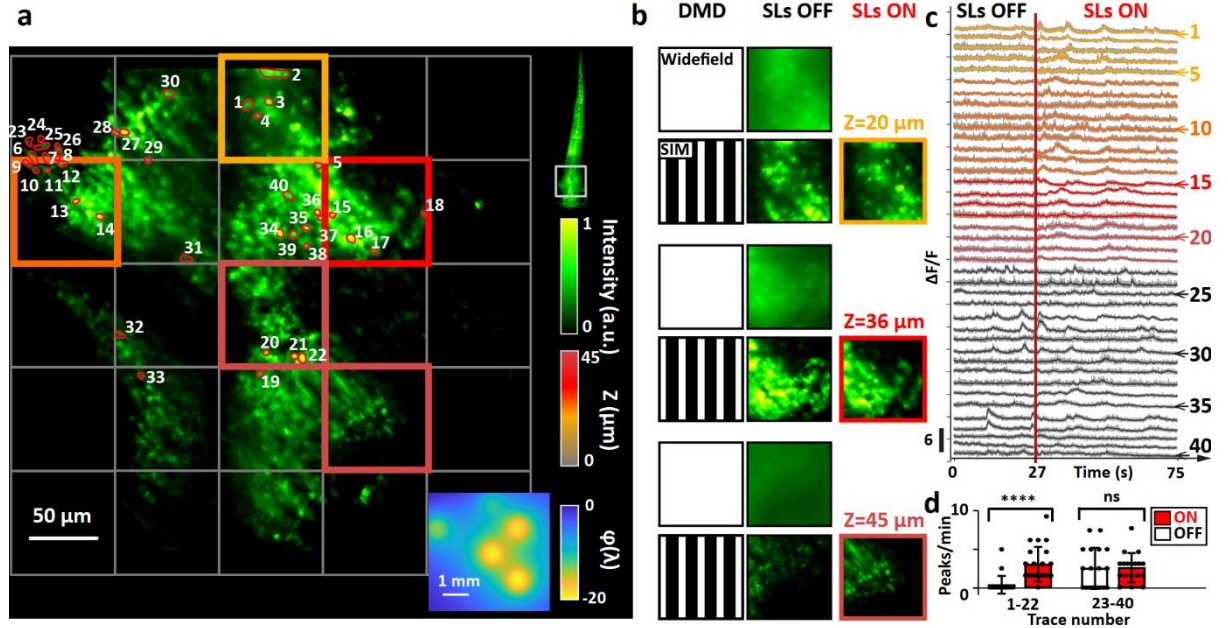 a
30
2
1
3
4
28
24
23
25
26
27
29
6
7
8
9
5
10
11
12
40
13
36
15
18
14
34
35
37
16
39
38
17
31
32
20
21
22
33
19
50 µm
1
Intensity (a.u.)
0
45
Z (µm)
0
0
φ(λ)
-20
1 mm
b
DMD
SLs OFF
SLs ON
Widefield
Z=20 µm
SIM
Z=36 µm
Z=45 µm
c
SLs OFF
SLs ON
1
5
10
15
20
25
30
35
40
ΔF/F
6
0
27
Time (s)
75
d
****
ns
ON
OFF
10
0
Peaks/min
1-22
23-40
Trace number